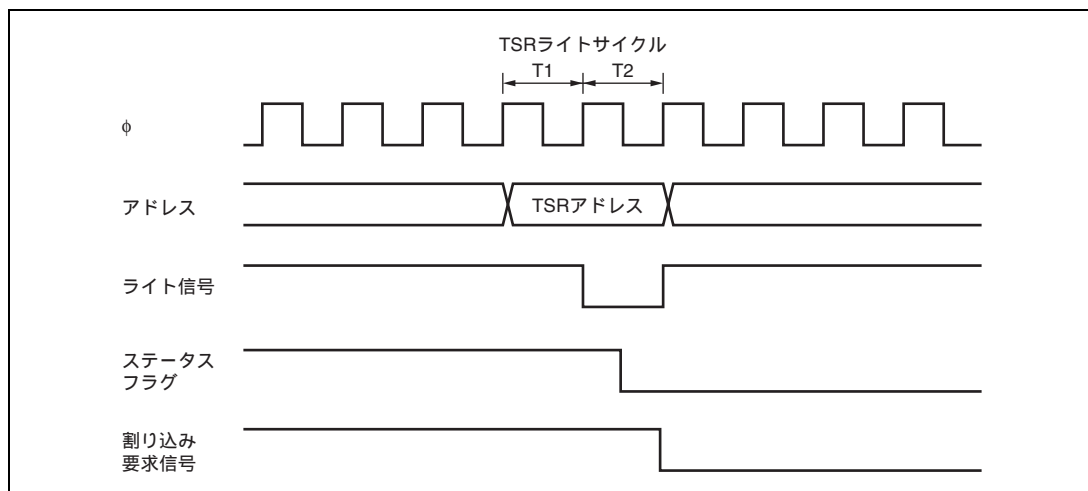 TSRライトサイクル
T1
T2
φ
アドレス
TSRアドレス
ライト信号
ステータス
フラグ
割り込み
要求信号